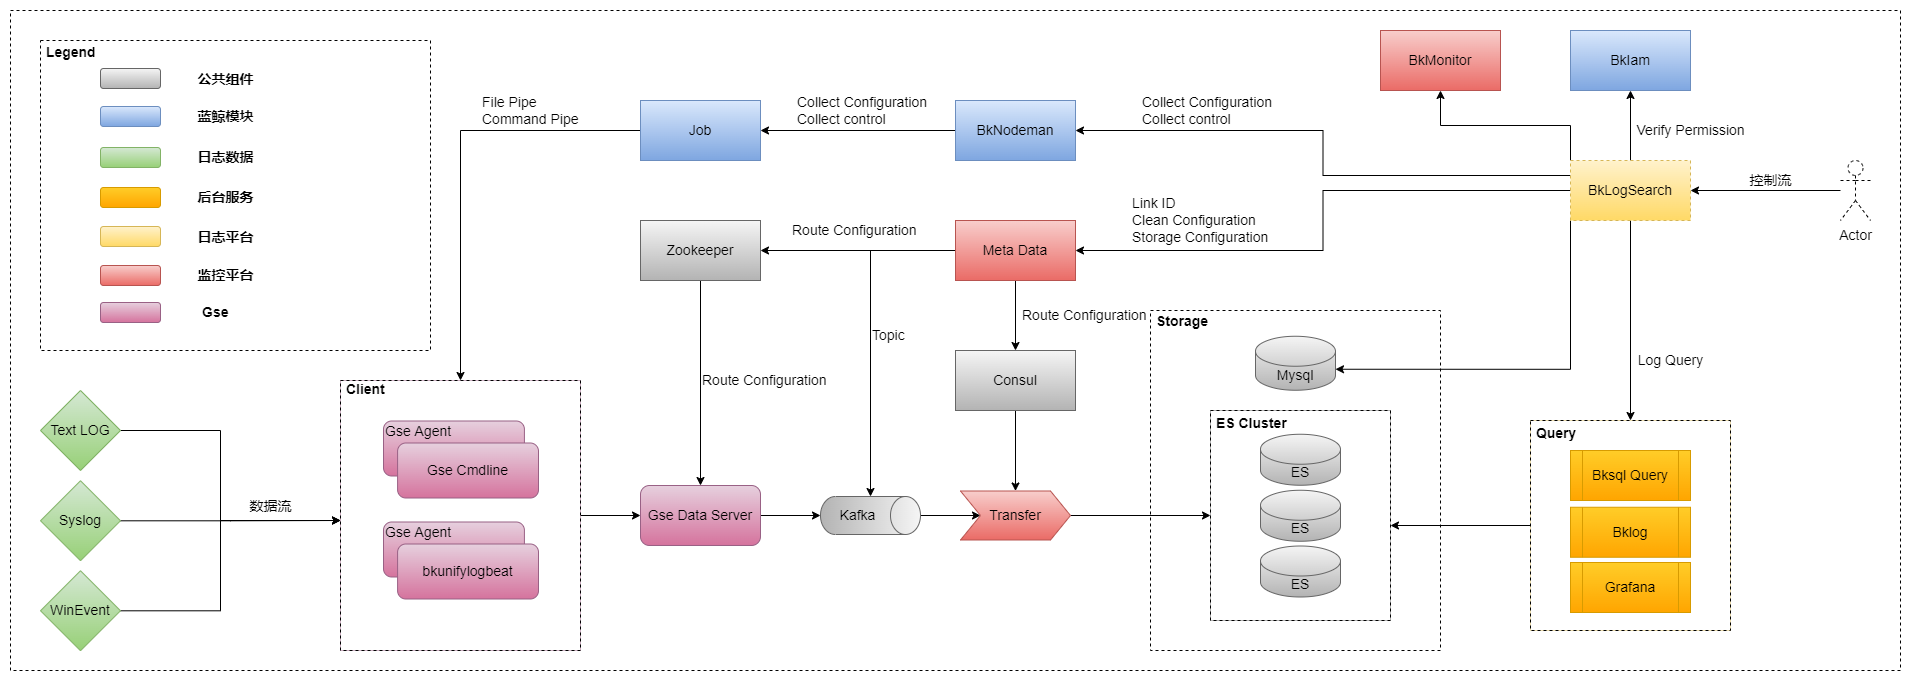 Legend
公共组件
蓝鲸模块
日志数据
后台服务
日志平台
监控平台
Gse
BkMonitor
BkIam
File Pipe
Command Pipe
Job
Collect Configuration
Collect control
BkNodeman
Collect Configuration
Collect control
Verify Permission
BkLogSearch
控制流
Actor
Link ID
Clean Configuration
Storage Configuration
Zookeeper
Route Configuration
Meta Data
Route Configuration
Topic
Route Configuration
Consul
Storage
Mysql
Log Query
Client
Text LOG
Syslog
WinEvent
数据流
Gse Agent
Gse Cmdline
Gse Agent
bkunifylogbeat
Gse Data Server
Kafka
Transfer
ES Cluster
ES
ES
ES
Query
Bksql Query
Bklog
Grafana